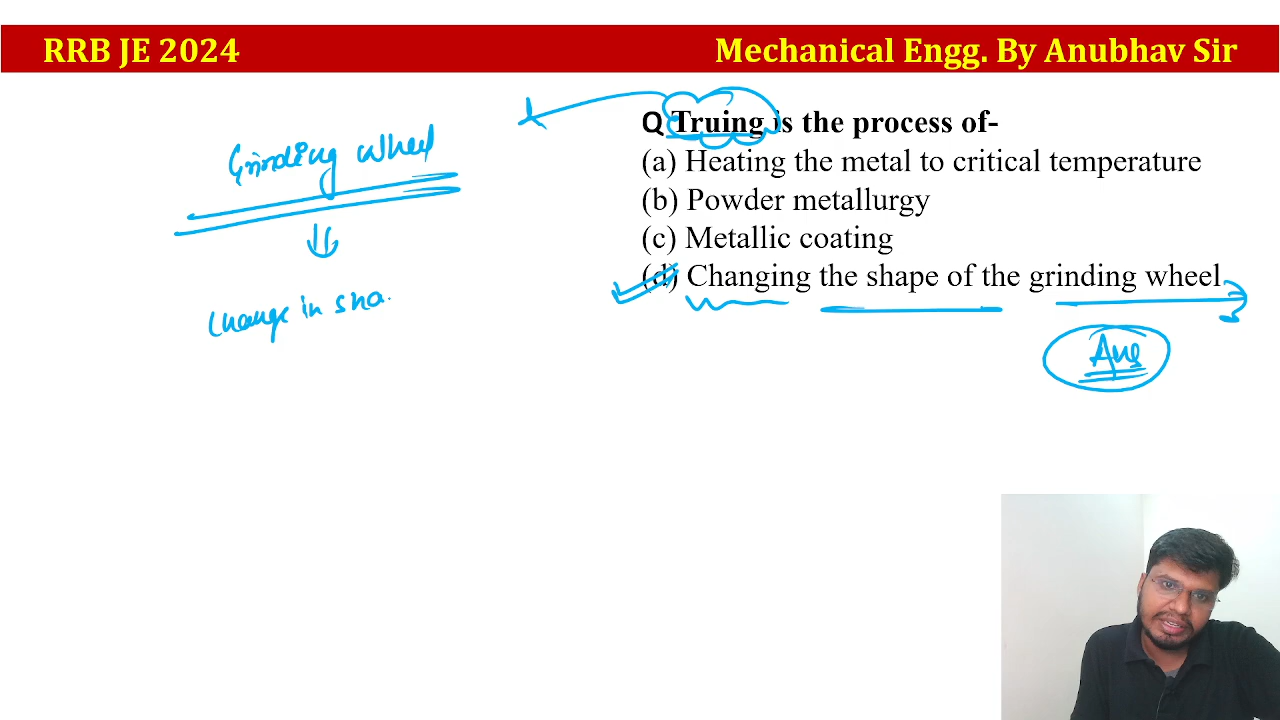 RRB JE 2024
Mechanical Engg. By Anubhav Sir
Q Truing is the process of-
(a) Heating the metal to critical temperature
(b) Powder metallurgy
(c) Metallic coating
(d) Changing the shape of the grinding wheel
Ans
Grinding wheel
Change in sha